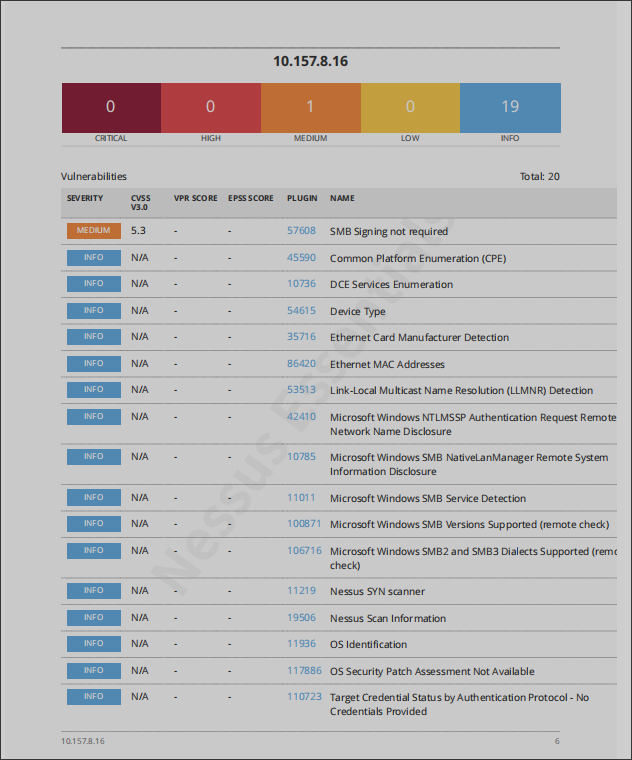 10.157.8.16
0 0 1 0 19
CRITICAL HIGH MEDIUM LOW INFO
Vulnerabilities Total: 20
SEVERITY CVSS V3.0 VPR SCORE EPSS SCORE PLUGIN NAME
MEDIUM 5.3 - - 57608 SMB Signing not required
INFO N/A - - 45590 Common Platform Enumeration (CPE)
INFO N/A - - 10736 DCE Services Enumeration
INFO N/A - - 54615 Device Type
INFO N/A - - 35716 Ethernet Card Manufacturer Detection
INFO N/A - - 86420 Ethernet MAC Addresses
INFO N/A - - 53513 Link-Local Multicast Name Resolution (LLMNR) Detection
INFO N/A - - 42410 Microsoft Windows NTLMSSP Authentication Request Remote
Network Name Disclosure
INFO N/A - - 10785 Microsoft Windows SMB NativeLanManager Remote System
Information Disclosure
INFO N/A - - 11011 Microsoft Windows SMB Service Detection
INFO N/A - - 100871 Microsoft Windows SMB Versions Supported (remote check)
INFO N/A - - 106716 Microsoft Windows SMB2 and SMB3 Dialects Supported (remo
check)
INFO N/A - - 11219 Nessus SYN scanner
INFO N/A - - 19506 Nessus Scan Information
INFO N/A - - 11936 OS Identification
INFO N/A - - 117886 OS Security Patch Assessment Not Available
INFO N/A - - 110723 Target Credential Status by Authentication Protocol - No
Credentials Provided
Nessus Essentials
10.157.8.16 6